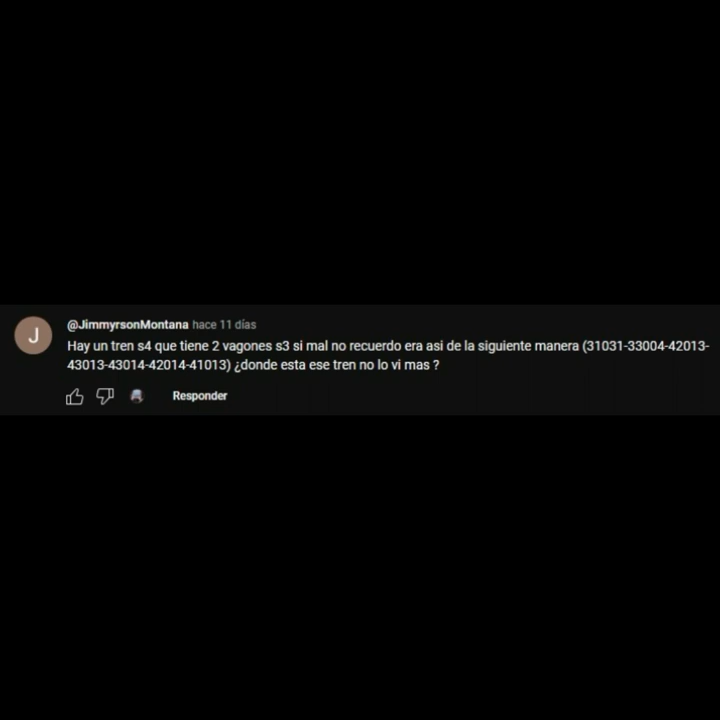 J
@JimmyrsonMontana hace 11 días
Hay un tren s4 que tiene 2 vagones s3 si mal no recuerdo era asi de la siguiente manera (31031-33004-42013-
43013-43014-42014-41013) ¿donde esta ese tren no lo vi mas ?
Responder